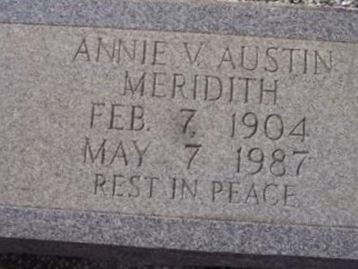 ANNIE V. AUSTIN
MERIDITH
FEB. 7, 1904
MAY 7 1987
REST IN PEACE